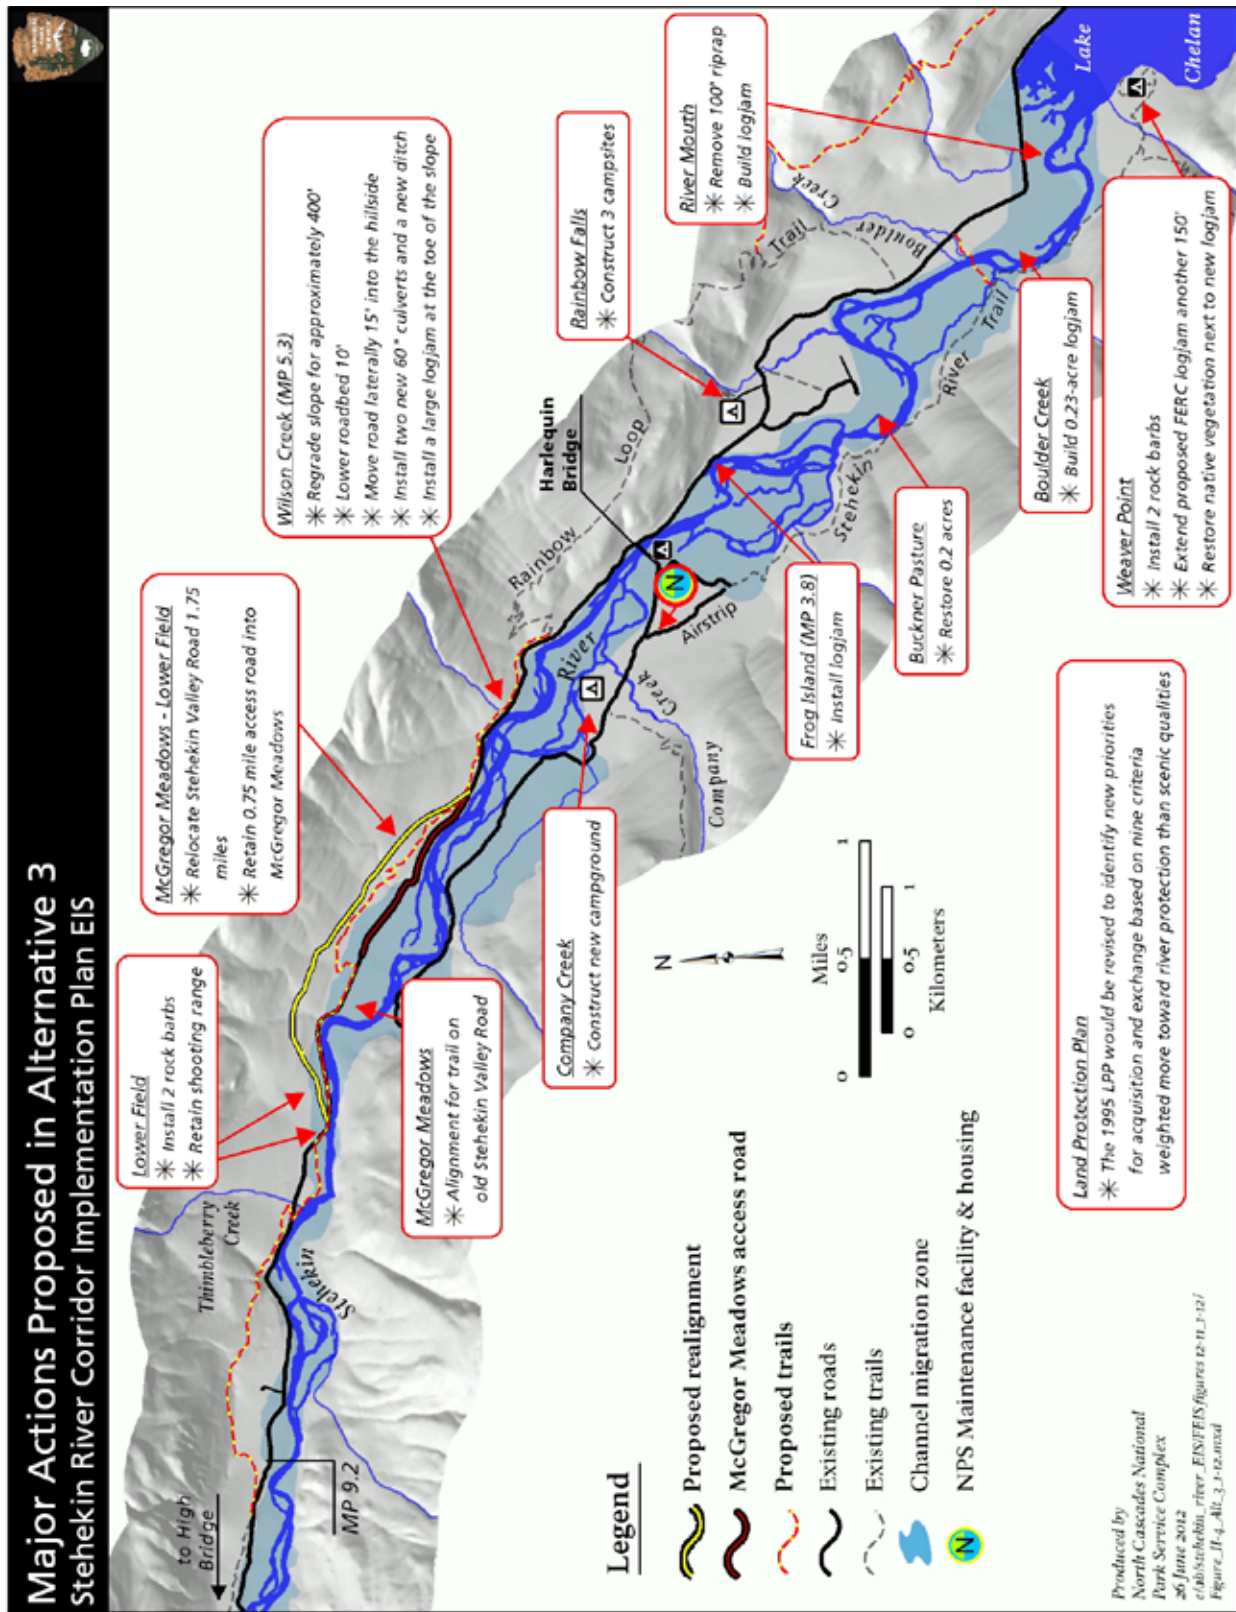 Major Actions Proposed in Alternative 3
Stehekin River Corridor Implementation Plan EIS
to High
Bridge
MP 9.2
Thimbleberry
Creek
Stehekin
Lower Field
Install 2 rock barbs
Retain shooting range
McGregor Meadows - Lower Field
Relocate Stehekin Valley Road 1.75
miles
Retain 0.75 mile access road into
McGregor Meadows
Wilson Creek (MP 5.3)
Regrade slope for approximately 400'
Lower roadbed 10'
Move road laterally 15' into the hillside
Install two new 60" culverts and a new ditch
Install a large logjam at the toe of the slope
Rainbow Falls
Construct 3 campsites
River Mouth
Remove 100' riprap
Build logjam
McGregor Meadows
Alignment for trail on
old Stehekin Valley Road
Company Creek
Construct new campground
River
Rainbow
Loop
Trail
Harlequin
Bridge
N
Airstrip
Company
Creek
Boulder
Creek
Lake
Chelan
Stehekin
River
Trail
Frog Island (MP 3.8)
Install logjam
Buckner Pasture
Restore 0.2 acres
Boulder Creek
Build 0.23-acre logjam
Weaver Point
Install 2 rock barbs
Extend proposed FERC logjam another 150'
Restore native vegetation next to new logjam
Legend
Proposed realignment
McGregor Meadows access road
Proposed trails
Existing roads
Existing trails
Channel migration zone
N NPS Maintenance facility & housing
N
Miles
0 0.5 1
0 0.5 1
Kilometers
Land Protection Plan
The 1995 LPP would be revised to identify new priorities
for acquisition and exchange based on nine criteria
weighted more toward river protection than scenic qualities
Produced by
North Cascades National
Park Service Complex
26 June 2012